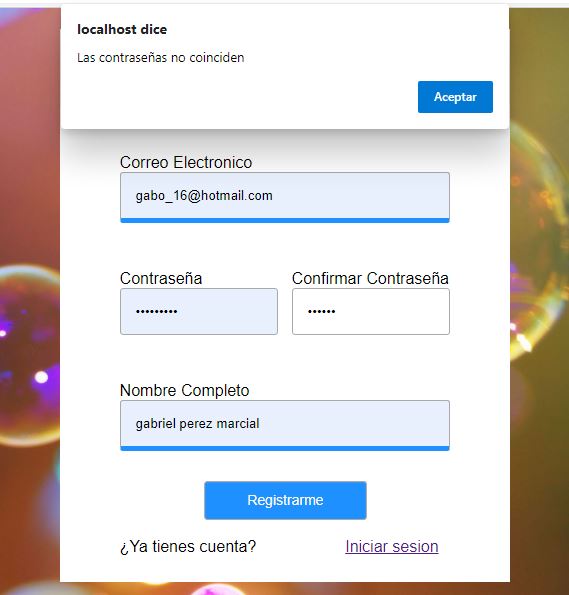 localhost dice
Las contraseñas no coinciden
Aceptar
Correo Electronico
gabo_16@hotmail.com
Contraseña Confirmar Contraseña
••••••••• ••••••
Nombre Completo
gabriel perez marcial
Registrarme
¿Ya tienes cuenta? Iniciar sesion